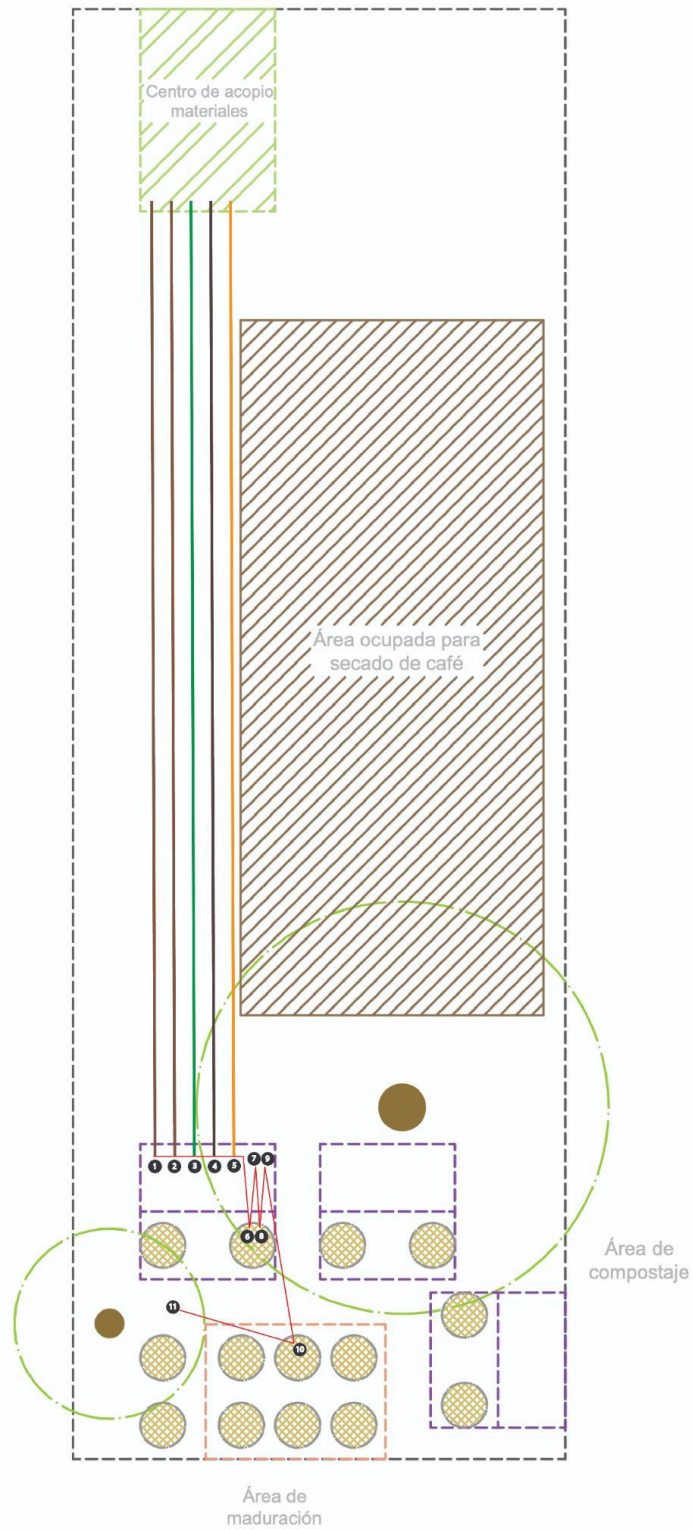 Centro de acopio
materiales
Área ocupada para
secado de café
1 2 3 4 5 7 9
6 8
Área de
compostaje
11
10
Área de
maduración